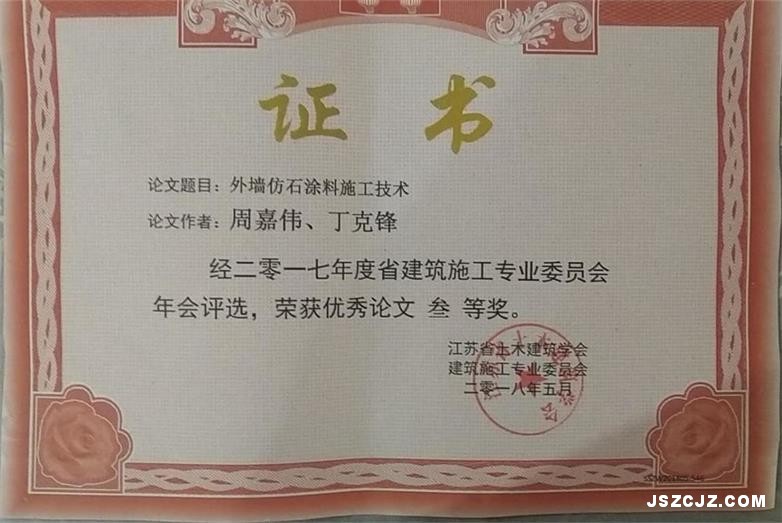 证书
论文题目：外墙仿石涂料施工技术
论文作者：周嘉伟、丁克锋
经二零一七年度省建筑施工专业委员会
年会评选，荣获优秀论文 叁 等奖。
江苏省土木建筑学会
建筑施工专业委员会
二零一八年五月
JSZCJZ.COM